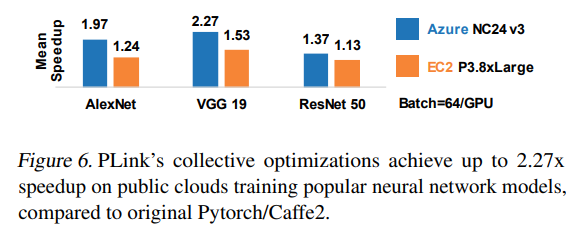 Mean
Speedup
1.97
1.24
2.27
1.53
1.37
1.13
AlexNet
VGG 19
ResNet 50
Azure NC24 v3
EC2 P3.8xLarge
Batch=64/GPU
Figure 6. PLink's collective optimizations achieve up to 2.27x
speedup on public clouds training popular neural network models,
compared to original Pytorch/Caffe2.